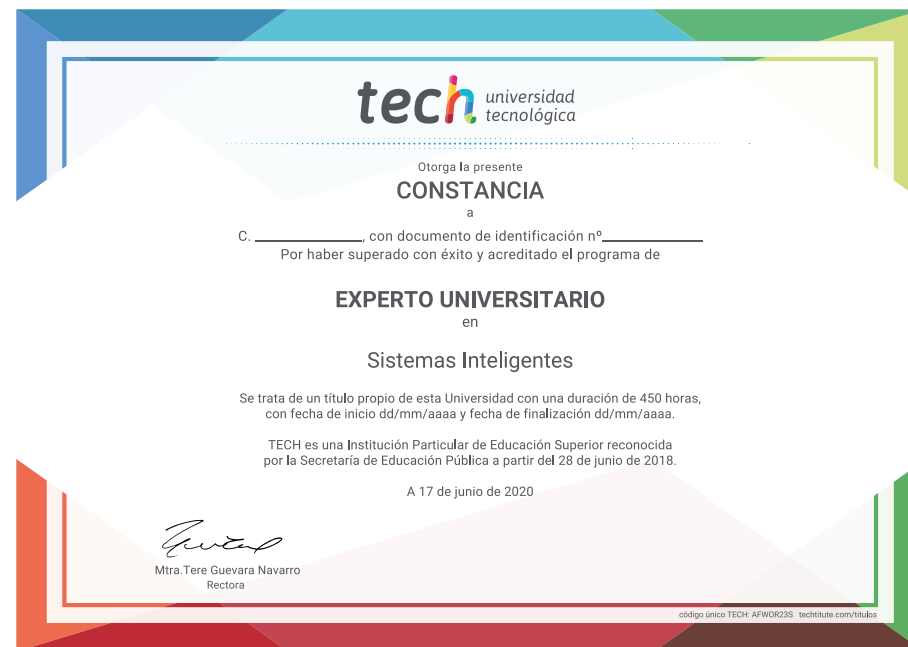 tech universidad
tecnológica
Otorga la presente
CONSTANCIA
a
C. ____________, con documento de identificación nº____________
Por haber superado con éxito y acreditado el programa de
EXPERTO UNIVERSITARIO
en
Sistemas Inteligentes
Se trata de un título propio de esta Universidad con una duración de 450 horas,
con fecha de inicio dd/mm/aaaa y fecha de finalización dd/mm/aaaa.
TECH es una Institución Particular de Educación Superior reconocida
por la Secretaría de Educación Pública a partir del 28 de junio de 2018.
A 17 de junio de 2020
Mtra.Tere Guevara Navarro
Rectora
código único TECH: AFWOR23S techtitute.com/titulos